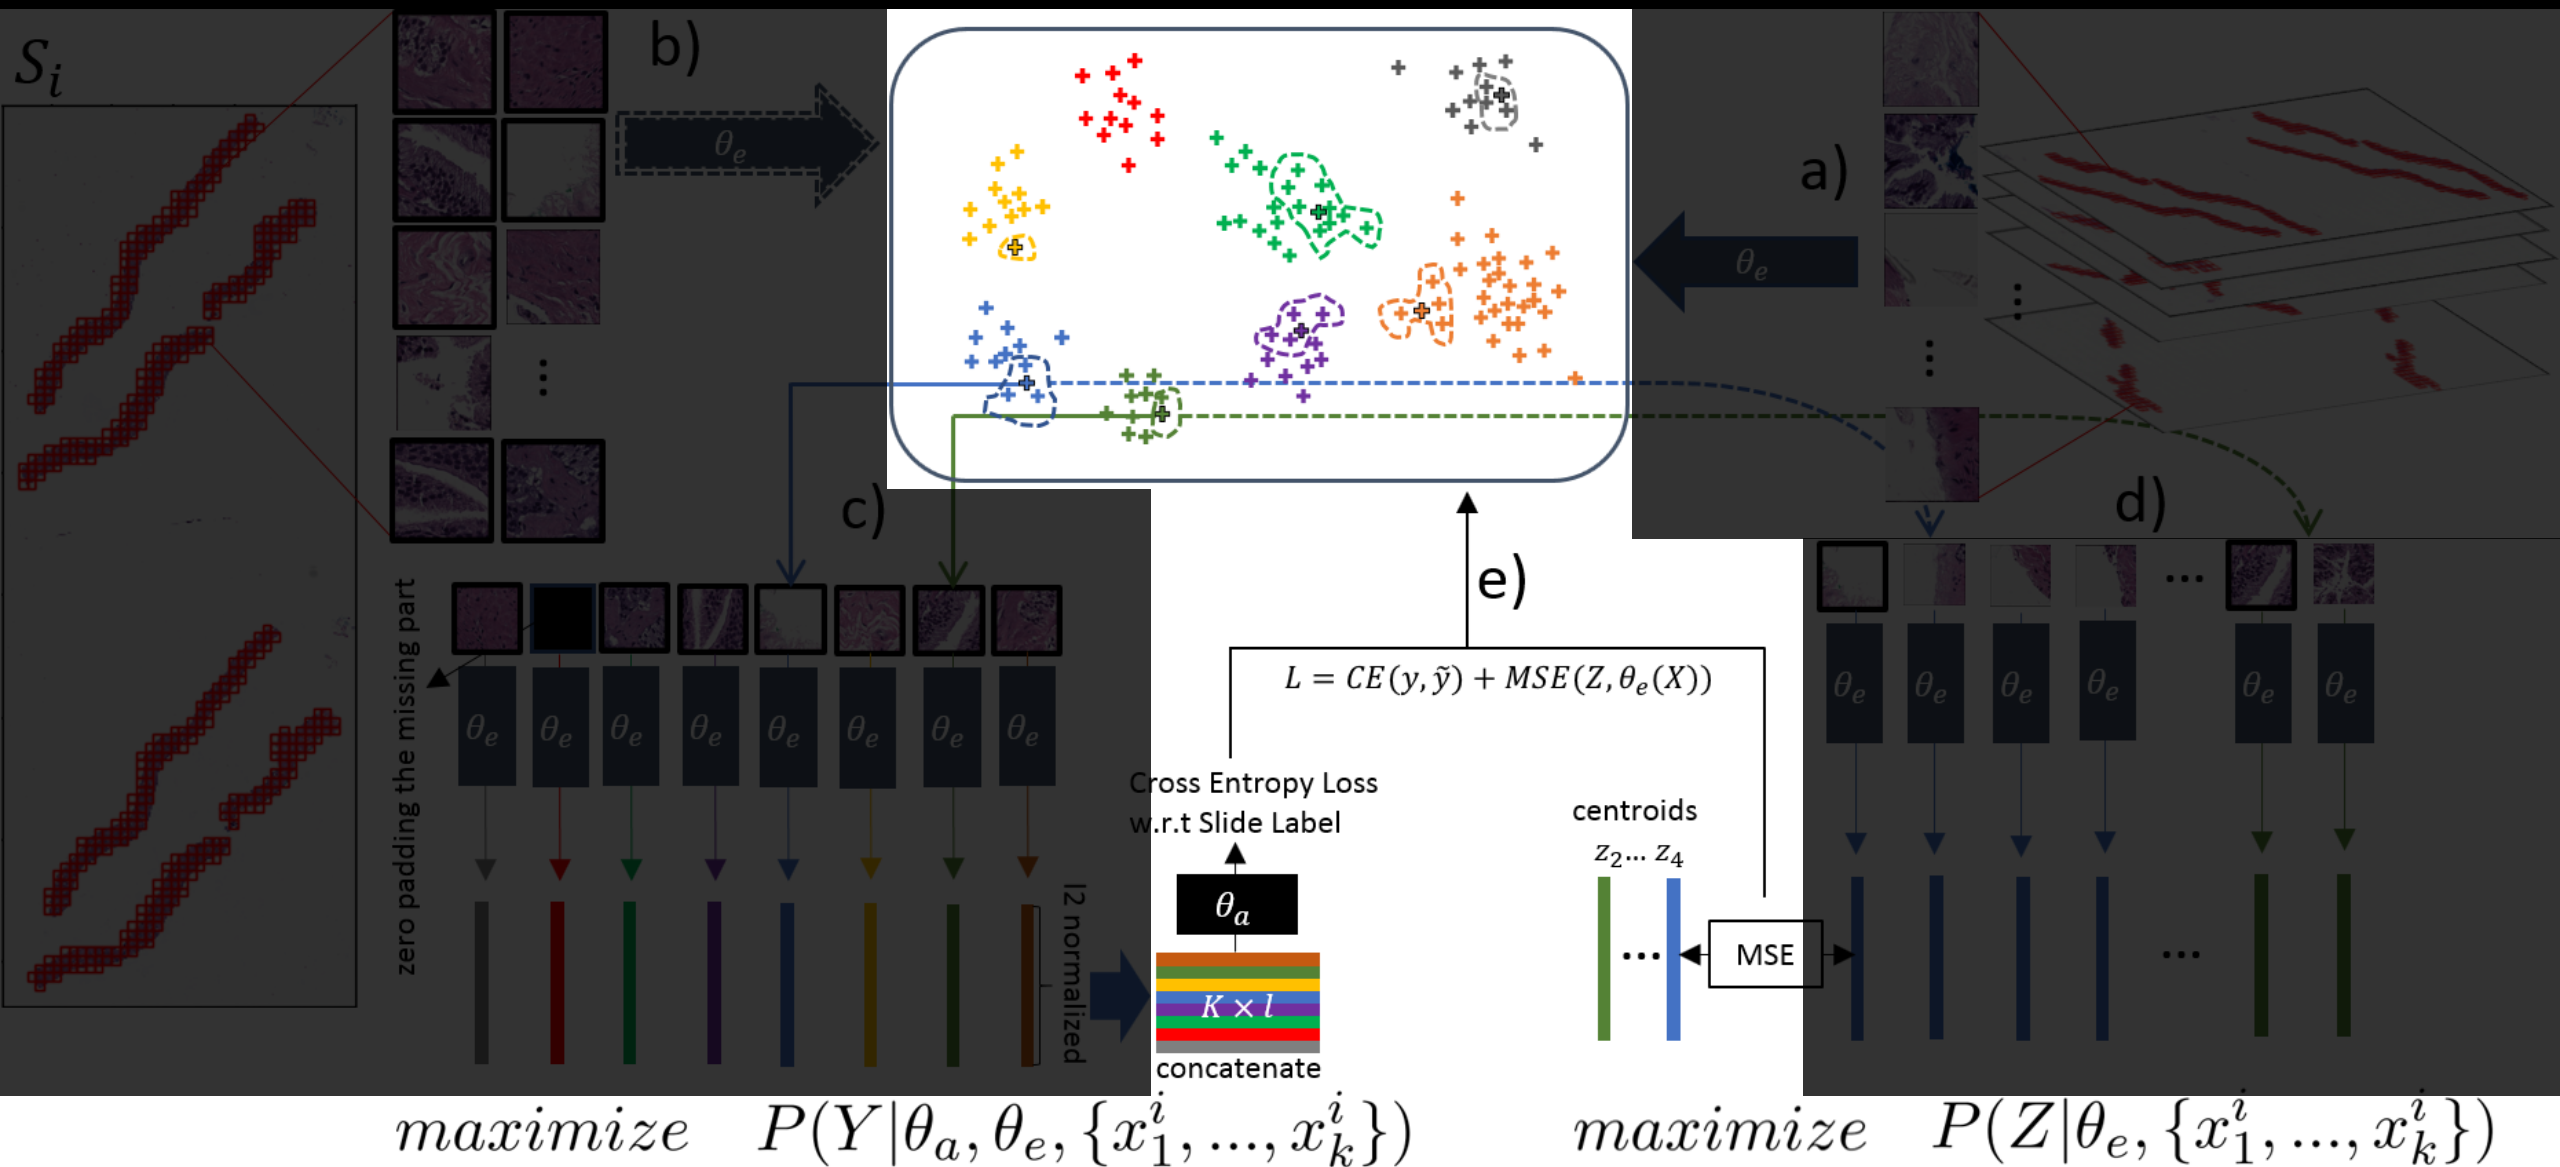 S_i
b)
θ_e
a)
θ_e
c)
d)
e)
zero padding the missing part
θ_e θ_e θ_e θ_e θ_e θ_e θ_e θ_e
θ_e θ_e θ_e θ_e θ_e θ_e
L = CE(y, ỹ) + MSE(Z, θ_e(X))
Cross Entropy Loss
w.r.t Slide Label
θ_a
l2 normalized
K × l
concatenate
centroids
z_2... z_4
...
MSE
...
maximize P(Y|θ_a, θ_e, {x_1^i, ..., x_k^i})
maximize P(Z|θ_e, {x_1^i, ..., x_k^i})